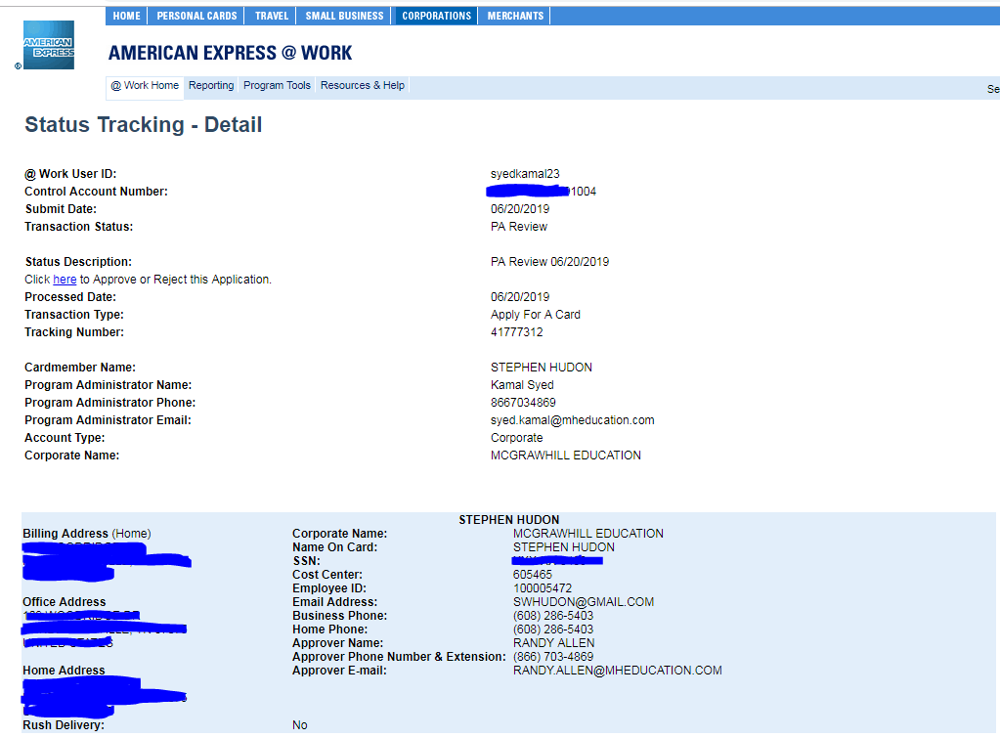 HOME PERSONAL CARDS TRAVEL SMALL BUSINESS CORPORATIONS MERCHANTS
AMERICAN EXPRESS
®
AMERICAN EXPRESS @ WORK
@ Work Home Reporting Program Tools Resources & Help
Se
Status Tracking - Detail
@ Work User ID: syedkamal23
Control Account Number: 1004
Submit Date: 06/20/2019
Transaction Status: PA Review
Status Description: PA Review 06/20/2019
Click here to Approve or Reject this Application.
Processed Date: 06/20/2019
Transaction Type: Apply For A Card
Tracking Number: 41777312
Cardmember Name: STEPHEN HUDON
Program Administrator Name: Kamal Syed
Program Administrator Phone: 8667034869
Program Administrator Email: syed.kamal@mheducation.com
Account Type: Corporate
Corporate Name: MCGRAWHILL EDUCATION
STEPHEN HUDON
Billing Address (Home)
Office Address
Home Address
Rush Delivery: No
Corporate Name: MCGRAWHILL EDUCATION
Name On Card: STEPHEN HUDON
SSN:
Cost Center: 605465
Employee ID: 100005472
Email Address: SWHUDON@GMAIL.COM
Business Phone: (608) 286-5403
Home Phone: (608) 286-5403
Approver Name: RANDY ALLEN
Approver Phone Number & Extension: (866) 703-4869
Approver E-mail: RANDY.ALLEN@MHEDUCATION.COM